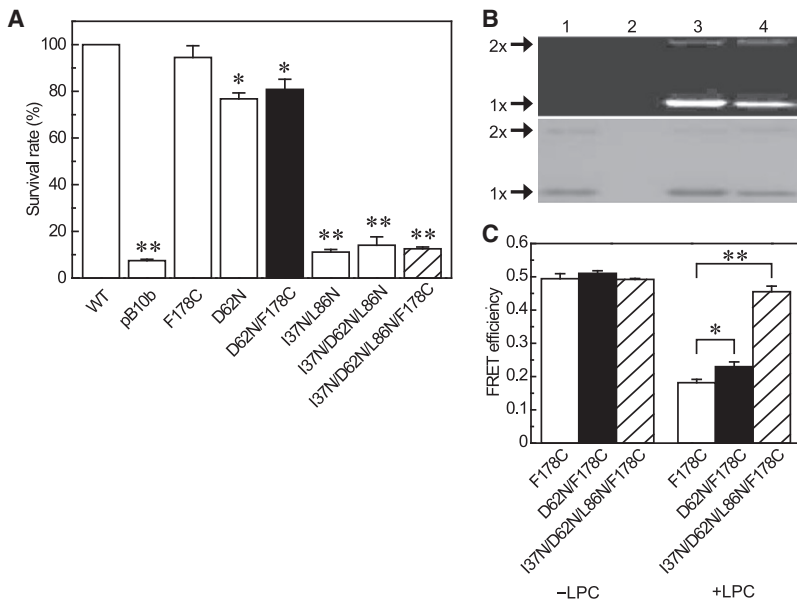 A
Survival rate (%)
100
80
60
40
20
0
**
*
*
**
**
**
WT
pB10b
F178C
D62N
D62N/F178C
I37N/L86N
I37N/D62N/L86N
I37N/D62N/L86N/F178C
B
1 2 3 4
2x
1x
2x
1x
C
FRET efficiency
0.6
0.5
0.4
0.3
0.2
0.1
0
**
*
F178C
D62N/F178C
I37N/D62N/L86N/F178C
F178C
D62N/F178C
I37N/D62N/L86N/F178C
–LPC
+LPC